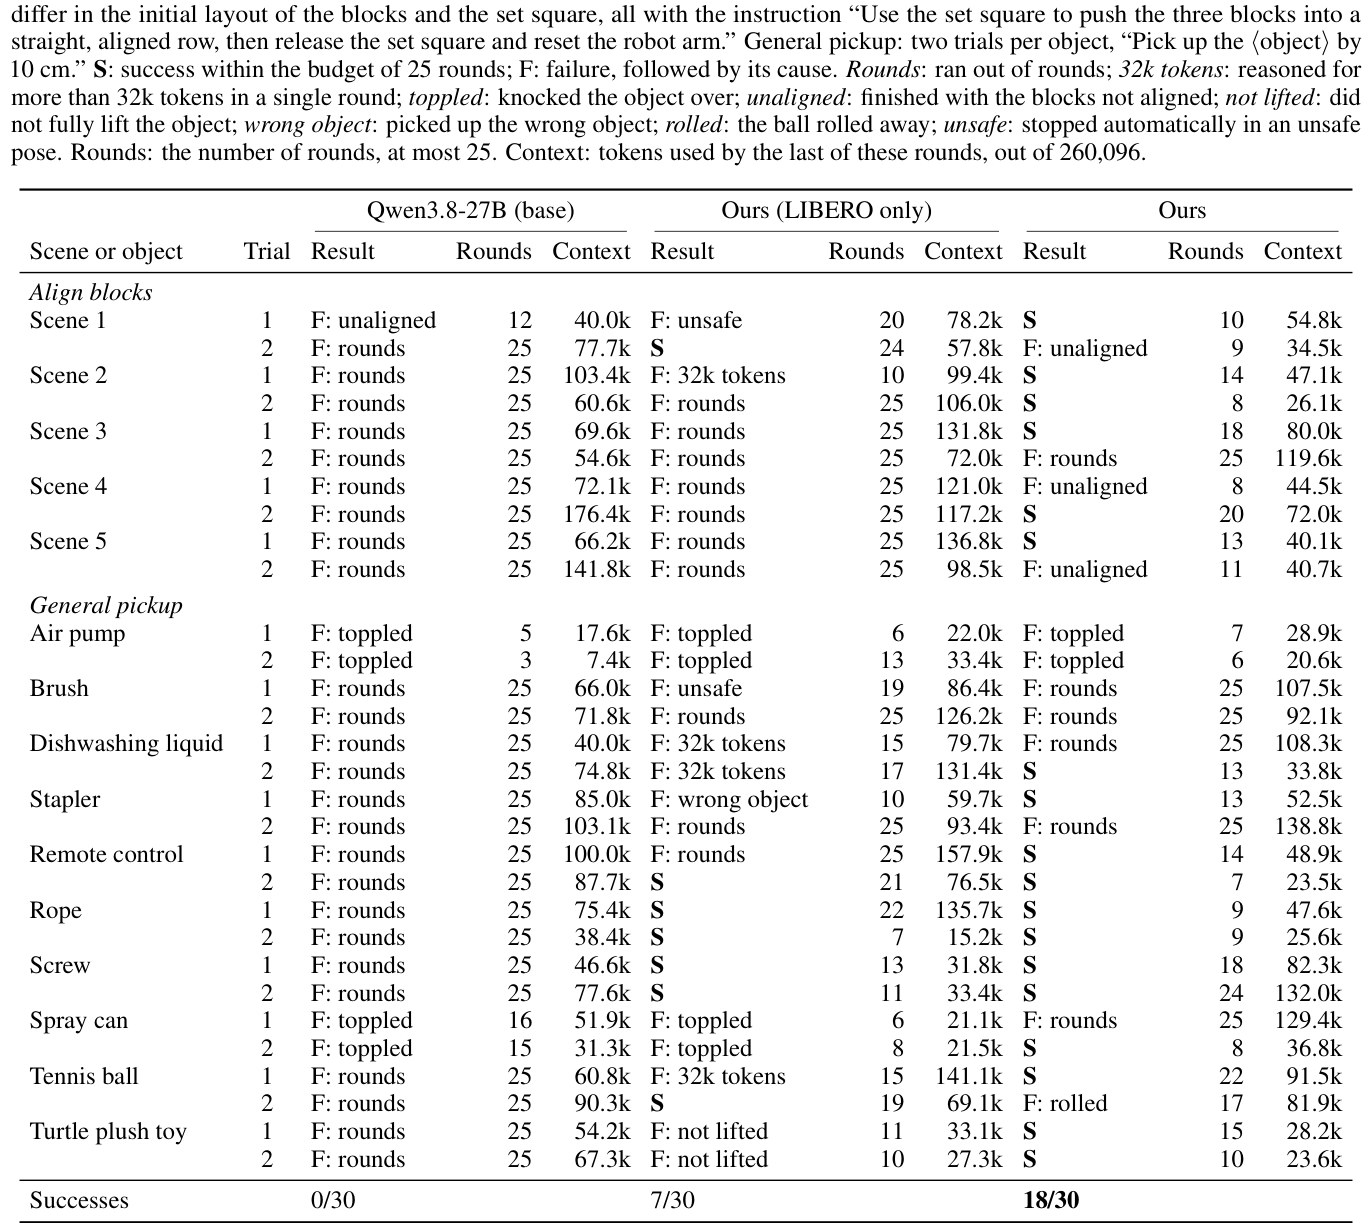 differ in the initial layout of the blocks and the set square, all with the instruction “Use the set square to push the three blocks into a
straight, aligned row, then release the set square and reset the robot arm.” General pickup: two trials per object, “Pick up the ⟨object⟩ by
10 cm.” S: success within the budget of 25 rounds; F: failure, followed by its cause. Rounds: ran out of rounds; 32k tokens: reasoned for
more than 32k tokens in a single round; toppled: knocked the object over; unaligned: finished with the blocks not aligned; not lifted: did
not fully lift the object; wrong object: picked up the wrong object; rolled: the ball rolled away; unsafe: stopped automatically in an unsafe
pose. Rounds: the number of rounds, at most 25. Context: tokens used by the last of these rounds, out of 260,096.
Qwen3.8-27B (base) Ours (LIBERO only) Ours
Scene or object Trial Result Rounds Context Result Rounds Context Result Rounds Context
Align blocks
Scene 1 1 F: unaligned 12 40.0k F: unsafe 20 78.2k S 10 54.8k
2 F: rounds 25 77.7k S 24 57.8k F: unaligned 9 34.5k
Scene 2 1 F: rounds 25 103.4k F: 32k tokens 10 99.4k S 14 47.1k
2 F: rounds 25 60.6k F: rounds 25 106.0k S 8 26.1k
Scene 3 1 F: rounds 25 69.6k F: rounds 25 131.8k S 18 80.0k
2 F: rounds 25 54.6k F: rounds 25 72.0k F: rounds 25 119.6k
Scene 4 1 F: rounds 25 72.1k F: rounds 25 121.0k F: unaligned 8 44.5k
2 F: rounds 25 176.4k F: rounds 25 117.2k S 20 72.0k
Scene 5 1 F: rounds 25 66.2k F: rounds 25 136.8k S 13 40.1k
2 F: rounds 25 141.8k F: rounds 25 98.5k F: unaligned 11 40.7k
General pickup
Air pump 1 F: toppled 5 17.6k F: toppled 6 22.0k F: toppled 7 28.9k
2 F: toppled 3 7.4k F: toppled 13 33.4k F: toppled 6 20.6k
Brush 1 F: rounds 25 66.0k F: unsafe 19 86.4k F: rounds 25 107.5k
2 F: rounds 25 71.8k F: rounds 25 126.2k F: rounds 25 92.1k
Dishwashing liquid 1 F: rounds 25 40.0k F: 32k tokens 15 79.7k F: rounds 25 108.3k
2 F: rounds 25 74.8k F: 32k tokens 17 131.4k S 13 33.8k
Stapler 1 F: rounds 25 85.0k F: wrong object 10 59.7k S 13 52.5k
2 F: rounds 25 103.1k F: rounds 25 93.4k F: rounds 25 138.8k
Remote control 1 F: rounds 25 100.0k F: rounds 25 157.9k S 14 48.9k
2 F: rounds 25 87.7k S 21 76.5k S 7 23.5k
Rope 1 F: rounds 25 75.4k S 22 135.7k S 9 47.6k
2 F: rounds 25 38.4k S 7 15.2k S 9 25.6k
Screw 1 F: rounds 25 46.6k S 13 31.8k S 18 82.3k
2 F: rounds 25 77.6k S 11 33.4k S 24 132.0k
Spray can 1 F: toppled 16 51.9k F: toppled 6 21.1k F: rounds 25 129.4k
2 F: toppled 15 31.3k F: toppled 8 21.5k S 8 36.8k
Tennis ball 1 F: rounds 25 60.8k F: 32k tokens 15 141.1k S 22 91.5k
2 F: rounds 25 90.3k S 19 69.1k F: rolled 17 81.9k
Turtle plush toy 1 F: rounds 25 54.2k F: not lifted 11 33.1k S 15 28.2k
2 F: rounds 25 67.3k F: not lifted 10 27.3k S 10 23.6k
Successes 0/30 7/30 18/30